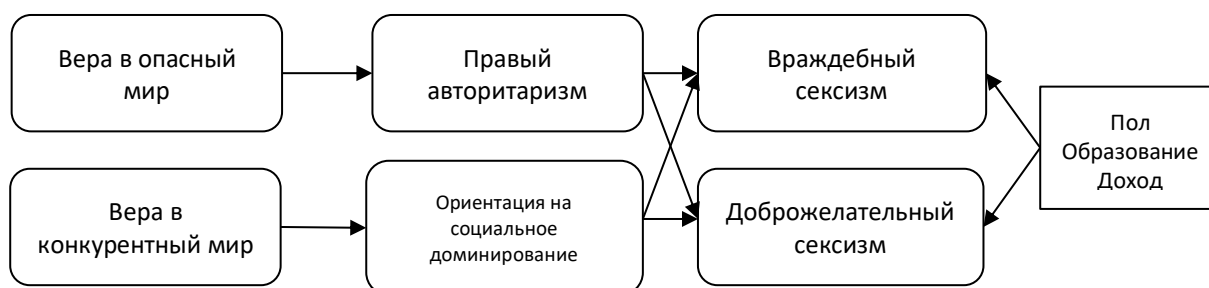 Вера в опасный
мир
Правый
авторитаризм
Враждебный
сексизм
Пол
Образование
Доход
Вера в
конкурентный мир
Ориентация на
социальное
доминирование
Доброжелательный
сексизм